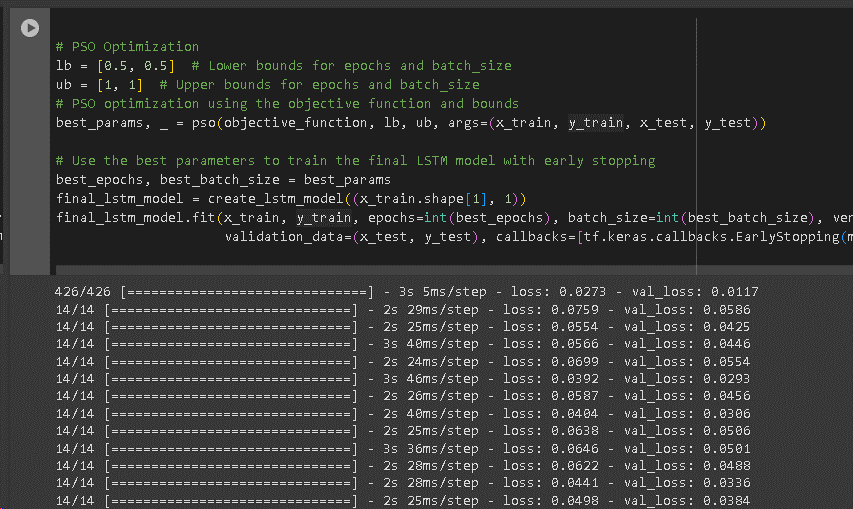 # PSO Optimization
lb = [0.5, 0.5]  # Lower bounds for epochs and batch_size
ub = [1, 1]  # Upper bounds for epochs and batch_size
# PSO optimization using the objective function and bounds
best_params, _ = pso(objective_function, lb, ub, args=(x_train, y_train, x_test, y_test))
# Use the best parameters to train the final LSTM model with early stopping
best_epochs, best_batch_size = best_params
final_lstm_model = create_lstm_model((x_train.shape[1], 1))
final_lstm_model.fit(x_train, y_train, epochs=int(best_epochs), batch_size=int(best_batch_size), ver
validation_data=(x_test, y_test), callbacks=[tf.keras.callbacks.EarlyStopping(m
426/426 [==============================] - 3s 5ms/step - loss: 0.0273 - val_loss: 0.0117
14/14 [==============================] - 2s 29ms/step - loss: 0.0759 - val_loss: 0.0586
14/14 [==============================] - 2s 25ms/step - loss: 0.0554 - val_loss: 0.0425
14/14 [==============================] - 3s 40ms/step - loss: 0.0566 - val_loss: 0.0446
14/14 [==============================] - 2s 24ms/step - loss: 0.0699 - val_loss: 0.0554
14/14 [==============================] - 3s 46ms/step - loss: 0.0392 - val_loss: 0.0293
14/14 [==============================] - 2s 26ms/step - loss: 0.0587 - val_loss: 0.0456
14/14 [==============================] - 2s 40ms/step - loss: 0.0404 - val_loss: 0.0306
14/14 [==============================] - 2s 25ms/step - loss: 0.0638 - val_loss: 0.0506
14/14 [==============================] - 3s 36ms/step - loss: 0.0646 - val_loss: 0.0501
14/14 [==============================] - 2s 28ms/step - loss: 0.0622 - val_loss: 0.0488
14/14 [==============================] - 2s 28ms/step - loss: 0.0441 - val_loss: 0.0336
14/14 [==============================] - 2s 25ms/step - loss: 0.0498 - val_loss: 0.0384